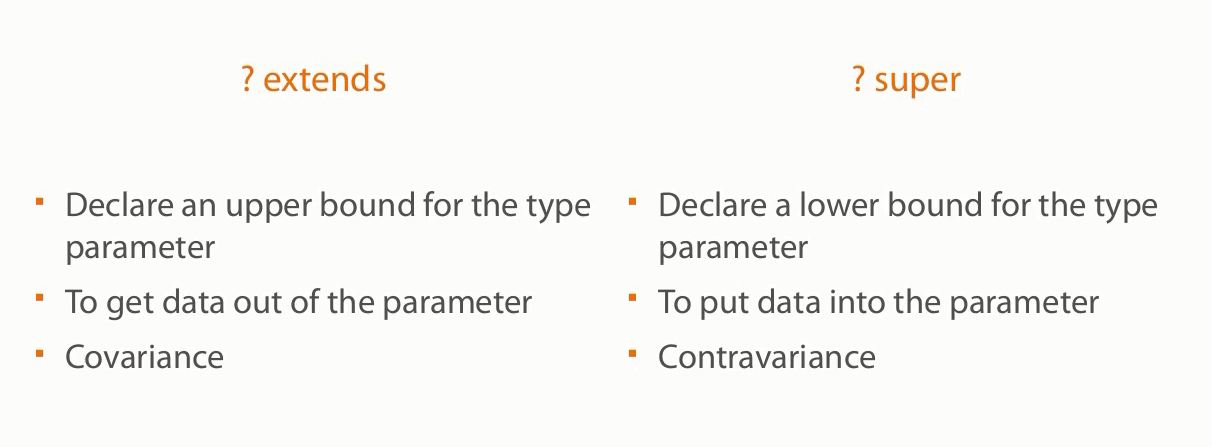 ? extends
▪ Declare an upper bound for the type
parameter
▪ To get data out of the parameter
▪ Covariance
? super
▪ Declare a lower bound for the type
parameter
▪ To put data into the parameter
▪ Contravariance